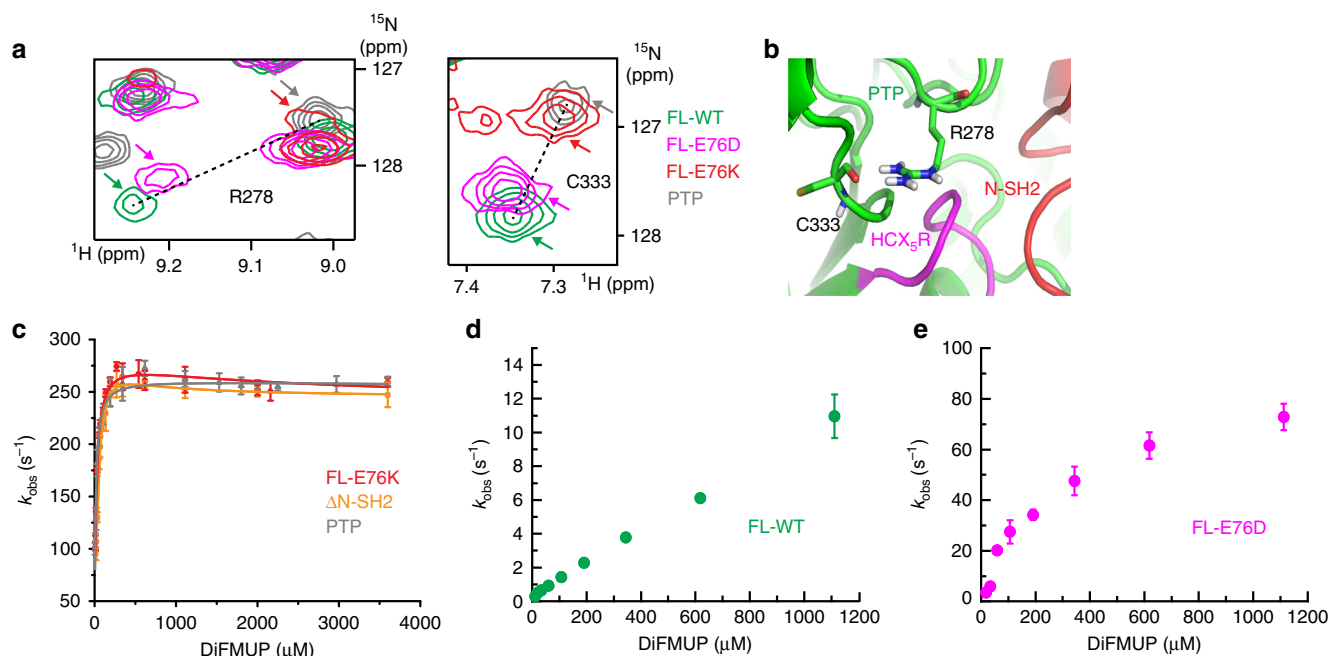 a
¹⁵N
(ppm)
127
128
R278
¹H (ppm)
9.2
9.1
9.0
¹⁵N
(ppm)
127
128
C333
7.4
7.3
¹H (ppm)
FL-WT
FL-E76D
FL-E76K
PTP
b
PTP
R278
N-SH2
C333
HCX₅R
c
300
250
200
150
100
50
k_obs (s⁻¹)
FL-E76K
ΔN-SH2
PTP
0 1000 2000 3000 4000
DiFMUP (μM)
d
14
12
10
8
6
4
2
0
k_obs (s⁻¹)
FL-WT
0 200 400 600 800 1000 1200
DiFMUP (μM)
e
100
80
60
40
20
0
k_obs (s⁻¹)
FL-E76D
0 200 400 600 800 1000 1200
DiFMUP (μM)